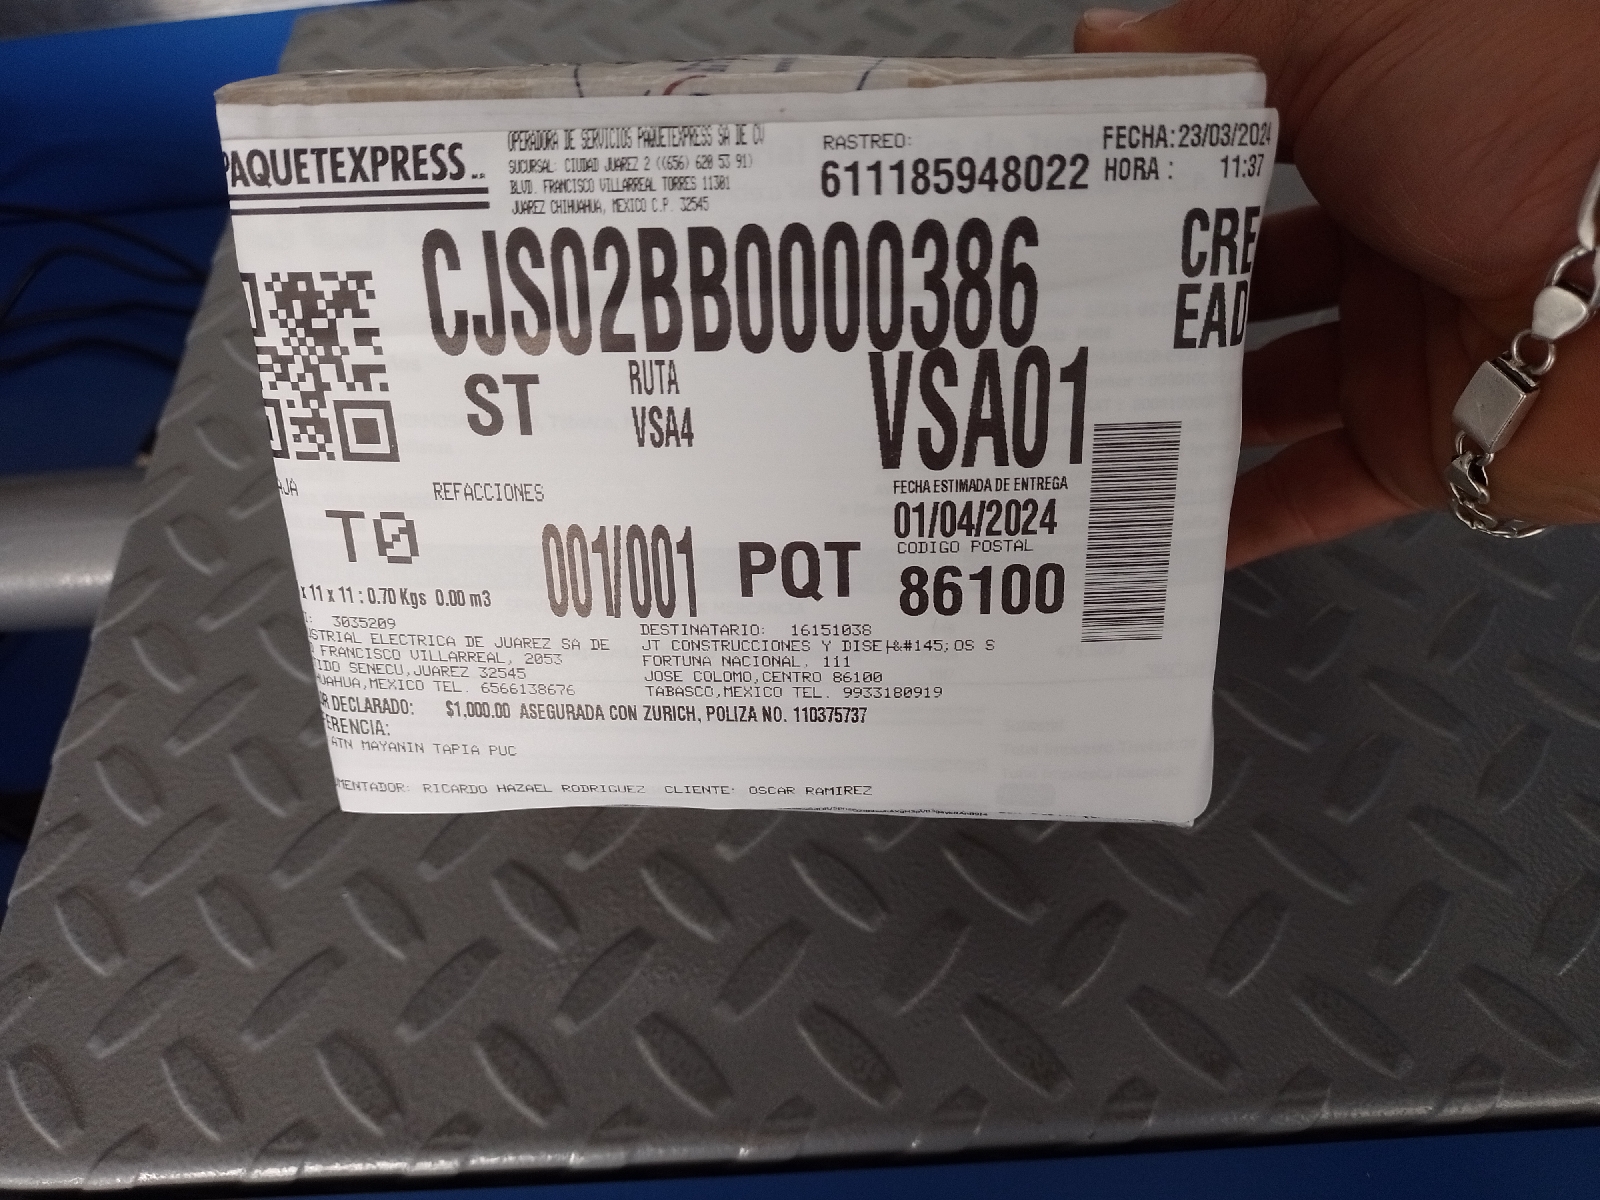 PAQUETEXPRESS
OPERADORA DE SERVICIOS PAQUETEXPRESS SA DE CV
SUCURSAL: CIUDAD JUAREZ 2 ((656) 620 53 91)
BLVD. FRANCISCO VILLARREAL TORRES 11301
JUAREZ CHIHUAHUA, MEXICO C.P. 32545
RASTREO:
611185948022
FECHA:23/03/2024
HORA : 11:37
CJS02BB0000386
CRE
EAD
ST
RUTA
VSA4
VSA01
AJA
REFACCIONES
FECHA ESTIMADA DE ENTREGA
01/04/2024
T0
001/001
PQT
CODIGO POSTAL
86100
x 11 x 11 : 0.70 Kgs 0.00 m3
: 3035209
STRIAL ELECTRICA DE JUAREZ SA DE
FRANCISCO VILLARREAL, 2053
IDO SENECU,JUAREZ 32545
UAHUA,MEXICO TEL. 6566138676
DESTINATARIO: 16151038
JT CONSTRUCCIONES Y DISE&#145;OS S
FORTUNA NACIONAL, 111
JOSE COLOMO,CENTRO 86100
TABASCO,MEXICO TEL. 9933180919
R DECLARADO: $1,000.00 ASEGURADA CON ZURICH, POLIZA NO. 110375737
ERENCIA:
ATN MAYANIN TAPIA PUC
MENTADOR: RICARDO HAZAEL RODRIGUEZ CLIENTE: OSCAR RAMIREZ